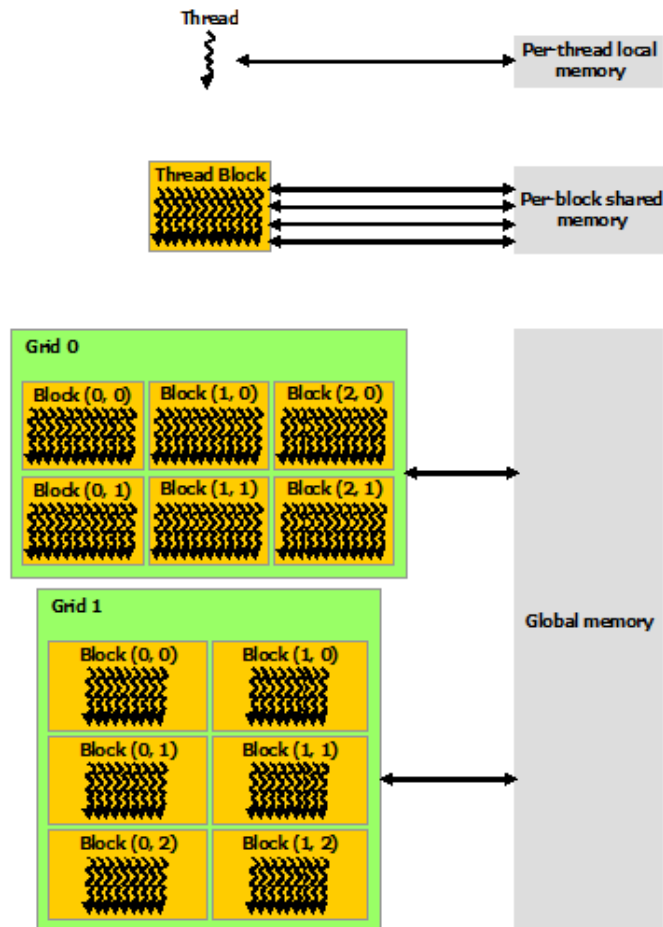 Thread
Per-thread local
memory
Thread Block
Per-block shared
memory
Grid 0
Block (0, 0)
Block (1, 0)
Block (2, 0)
Block (0, 1)
Block (1, 1)
Block (2, 1)
Grid 1
Block (0, 0)
Block (1, 0)
Global memory
Block (0, 1)
Block (1, 1)
Block (0, 2)
Block (1, 2)